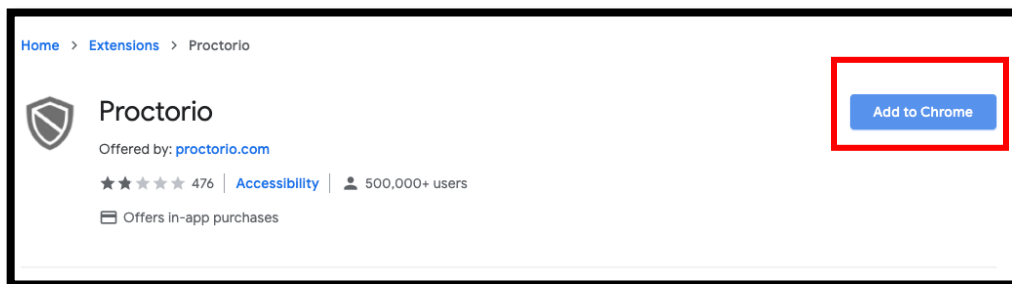 Home > Extensions > Proctorio
Proctorio
Add to Chrome
Offered by: proctorio.com
476 | Accessibility | 500,000+ users
Offers in-app purchases